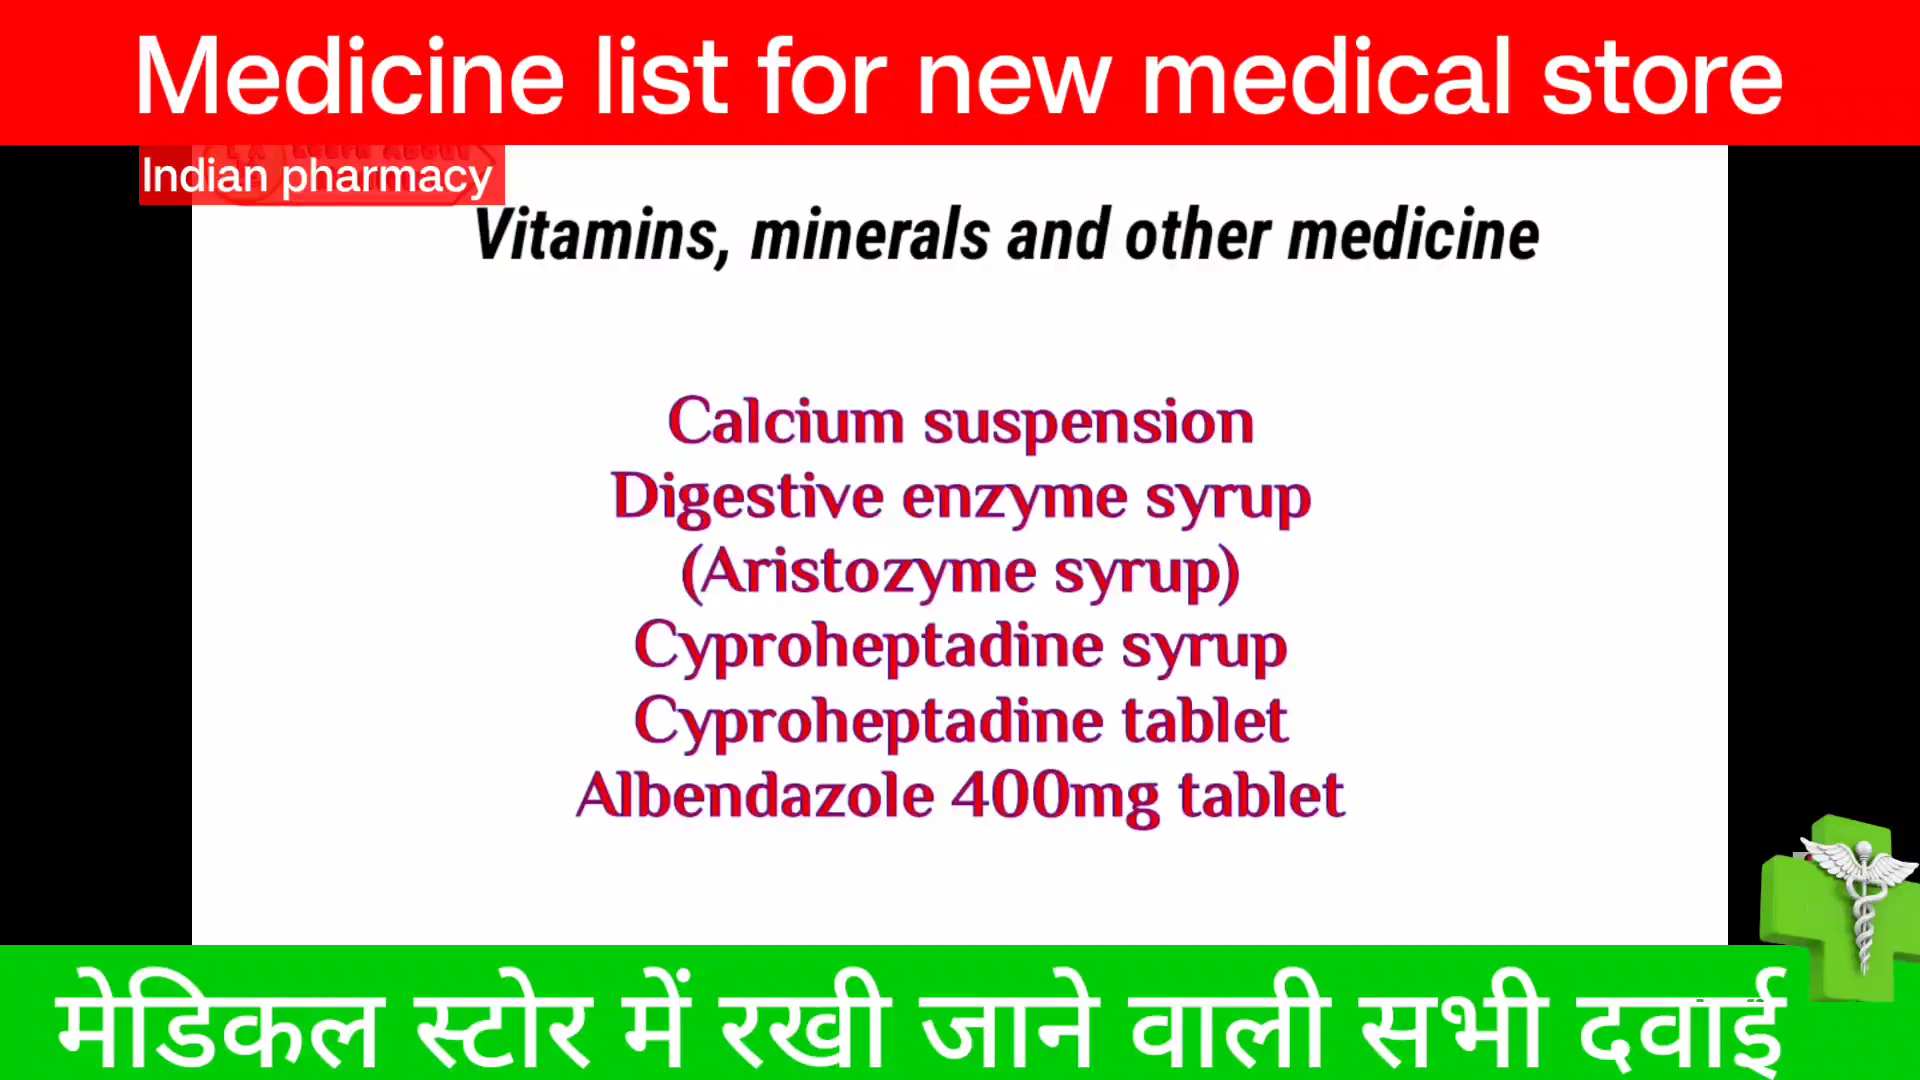 Medicine list for new medical store
Indian pharmacy
Vitamins, minerals and other medicine
Calcium suspension
Digestive enzyme syrup
(Aristozyme syrup)
Cyproheptadine syrup
Cyproheptadine tablet
Albendazole 400mg tablet
मेडिकल स्टोर में रखी जाने वाली सभी दवाई